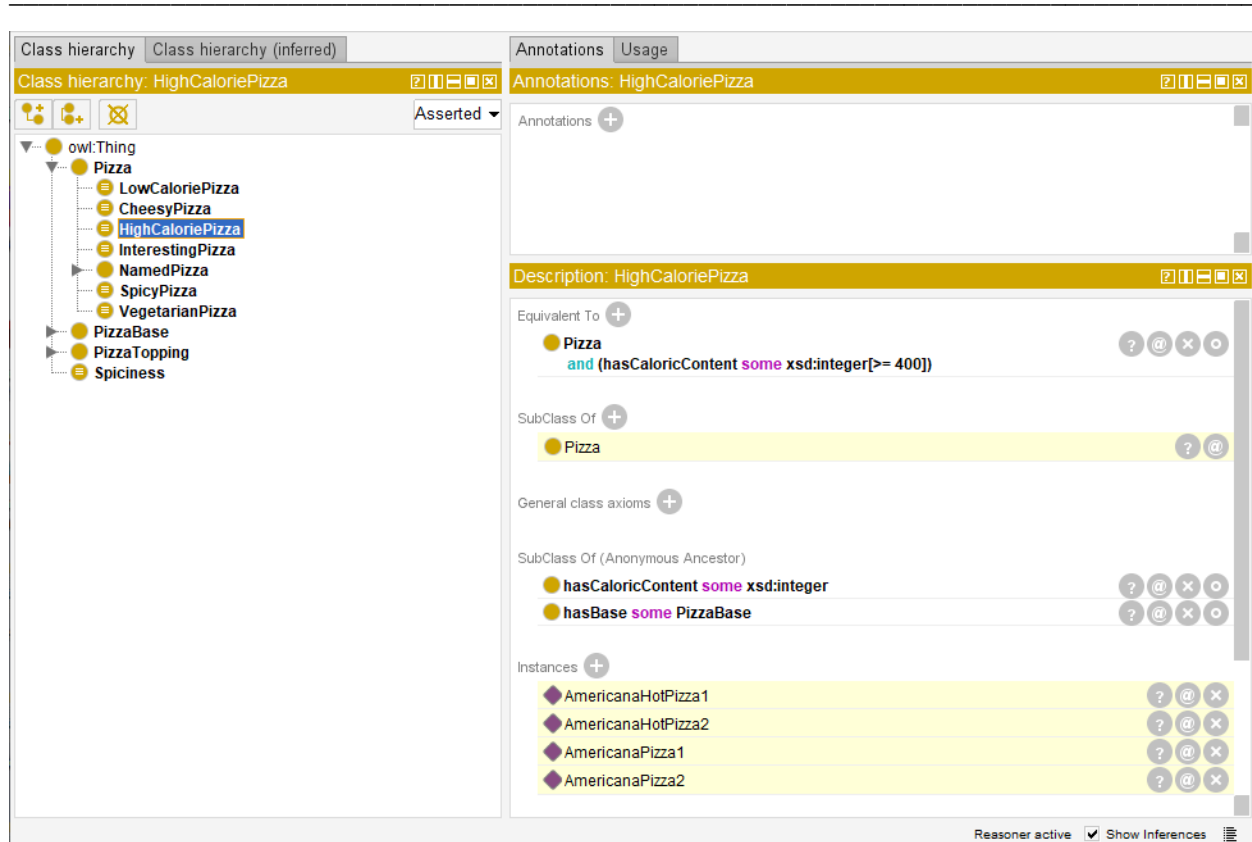 Class hierarchy Class hierarchy (inferred)
Class hierarchy: HighCaloriePizza
Asserted
owl:Thing
Pizza
LowCaloriePizza
CheesyPizza
HighCaloriePizza
InterestingPizza
NamedPizza
SpicyPizza
VegetarianPizza
PizzaBase
PizzaTopping
Spiciness
Annotations Usage
Annotations: HighCaloriePizza
Annotations
Description: HighCaloriePizza
Equivalent To
Pizza
and (hasCaloricContent some xsd:integer[>= 400])
SubClass Of
Pizza
General class axioms
SubClass Of (Anonymous Ancestor)
hasCaloricContent some xsd:integer
hasBase some PizzaBase
Instances
AmericanaHotPizza1
AmericanaHotPizza2
AmericanaPizza1
AmericanaPizza2
Reasoner active Show Inferences